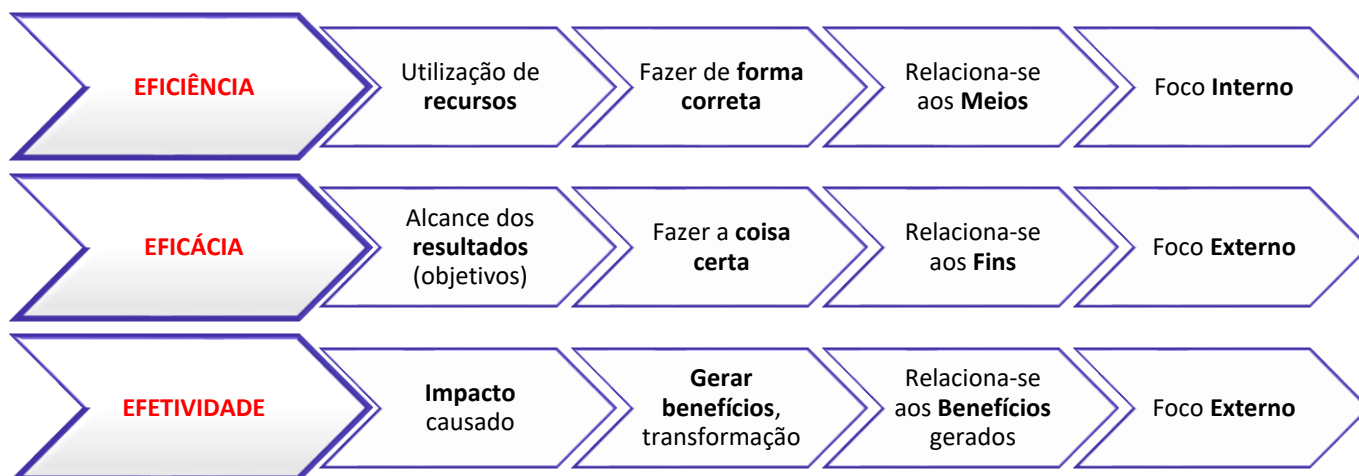 EFICIÊNCIA
Utilização de
recursos
Fazer de forma
correta
Relaciona-se
aos Meios
Foco Interno
EFICÁCIA
Alcance dos
resultados
(objetivos)
Fazer a coisa
certa
Relaciona-se
aos Fins
Foco Externo
EFETIVIDADE
Impacto
causado
Gerar
benefícios,
transformação
Relaciona-se
aos Benefícios
gerados
Foco Externo